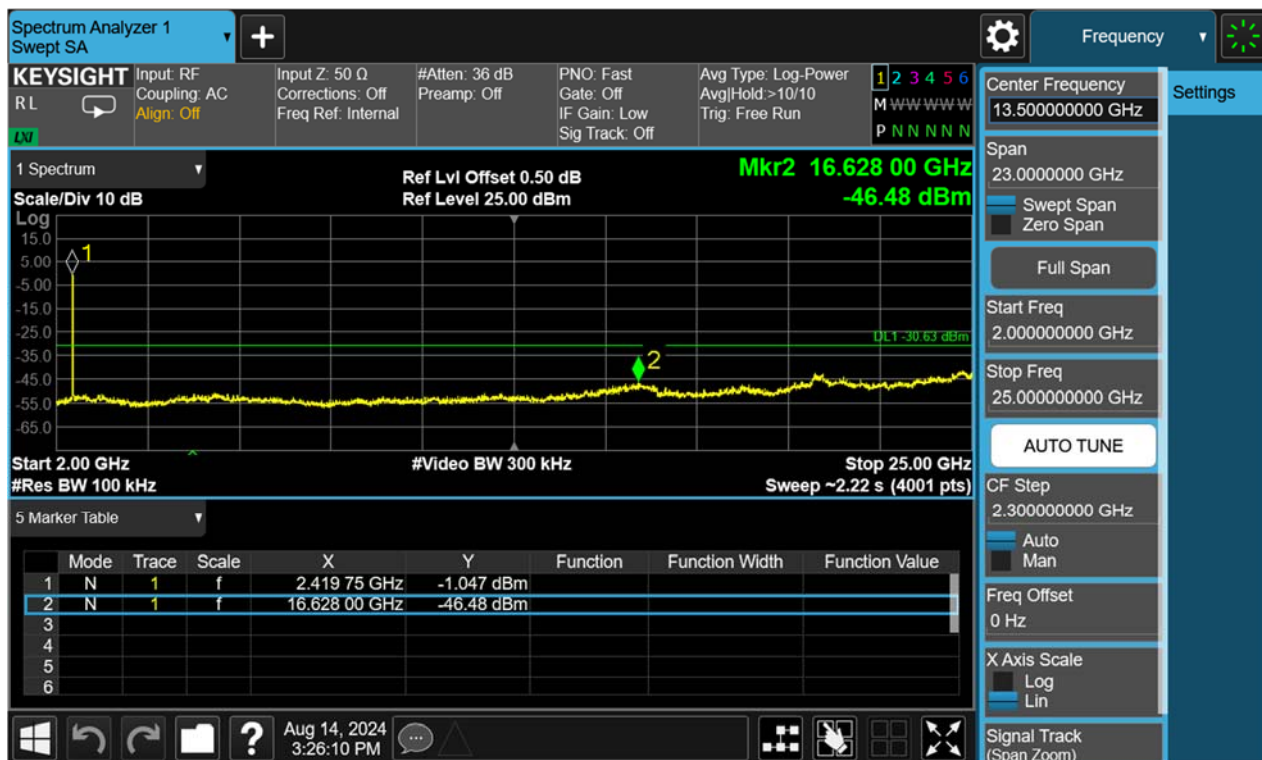 Spectrum Analyzer 1
Swept SA
+
Frequency
KEYSIGHT
RL
LXI
Input: RF
Coupling: AC
Align: Off
Input Z: 50 Ω
Corrections: Off
Freq Ref: Internal
#Atten: 36 dB
Preamp: Off
PNO: Fast
Gate: Off
IF Gain: Low
Sig Track: Off
Avg Type: Log-Power
Avg|Hold:>10/10
Trig: Free Run
1 2 3 4 5 6
M W W W W W
P N N N N N
1 Spectrum
Scale/Div 10 dB
Log
Ref Lvl Offset 0.50 dB
Ref Level 25.00 dBm
Mkr2 16.628 00 GHz
-46.48 dBm
15.0
5.00
-5.00
-15.0
-25.0
-35.0
-45.0
-55.0
-65.0
1
DL1 -30.63 dBm
2
Start 2.00 GHz
#Video BW 300 kHz
Stop 25.00 GHz
#Res BW 100 kHz
Sweep ~2.22 s (4001 pts)
5 Marker Table
Mode Trace Scale X Y Function Function Width Function Value
1 N 1 f 2.419 75 GHz -1.047 dBm
2 N 1 f 16.628 00 GHz -46.48 dBm
3
4
5
6
?
Aug 14, 2024
3:26:10 PM
Center Frequency
13.500000000 GHz
Settings
Span
23.0000000 GHz
Swept Span
Zero Span
Full Span
Start Freq
2.000000000 GHz
Stop Freq
25.000000000 GHz
AUTO TUNE
CF Step
2.300000000 GHz
Auto
Man
Freq Offset
0 Hz
X Axis Scale
Log
Lin
Signal Track
(Span Zoom)